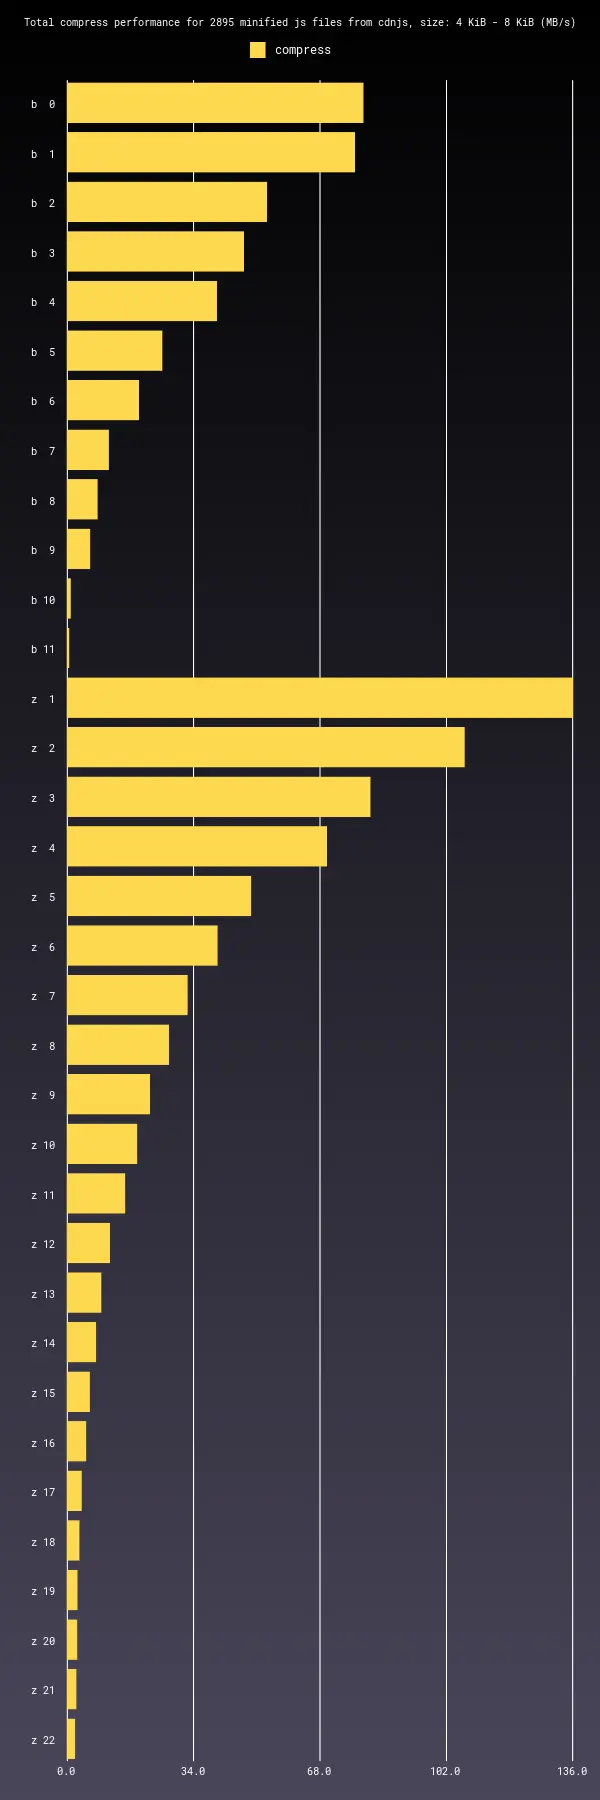 Total compress performance for 2895 minified js files from cdnjs, size: 4 KiB - 8 KiB (MB/s)
compress
b 0
b 1
b 2
b 3
b 4
b 5
b 6
b 7
b 8
b 9
b 10
b 11
z 1
z 2
z 3
z 4
z 5
z 6
z 7
z 8
z 9
z 10
z 11
z 12
z 13
z 14
z 15
z 16
z 17
z 18
z 19
z 20
z 21
z 22
0.0 34.0 68.0 102.0 136.0